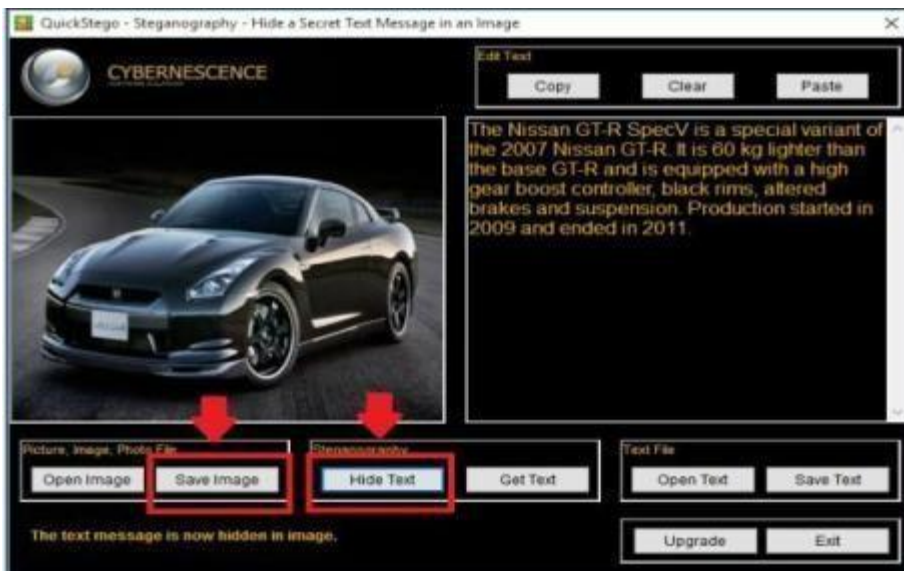 QuickStego - Steganography - Hide a Secret Text Message in an Image
CYBERNESCENCE
Edit Text
Copy
Clear
Paste
The Nissan GT-R SpecV is a special variant of
the 2007 Nissan GT-R. It is 60 kg lighter than
the base GT-R and is equipped with a high
gear boost controller, black rims, altered
brakes and suspension. Production started in
2009 and ended in 2011.
Picture, Image, Photo File
Open Image
Save Image
Steganography
Hide Text
Get Text
Text File
Open Text
Save Text
The text message is now hidden in image.
Upgrade
Exit